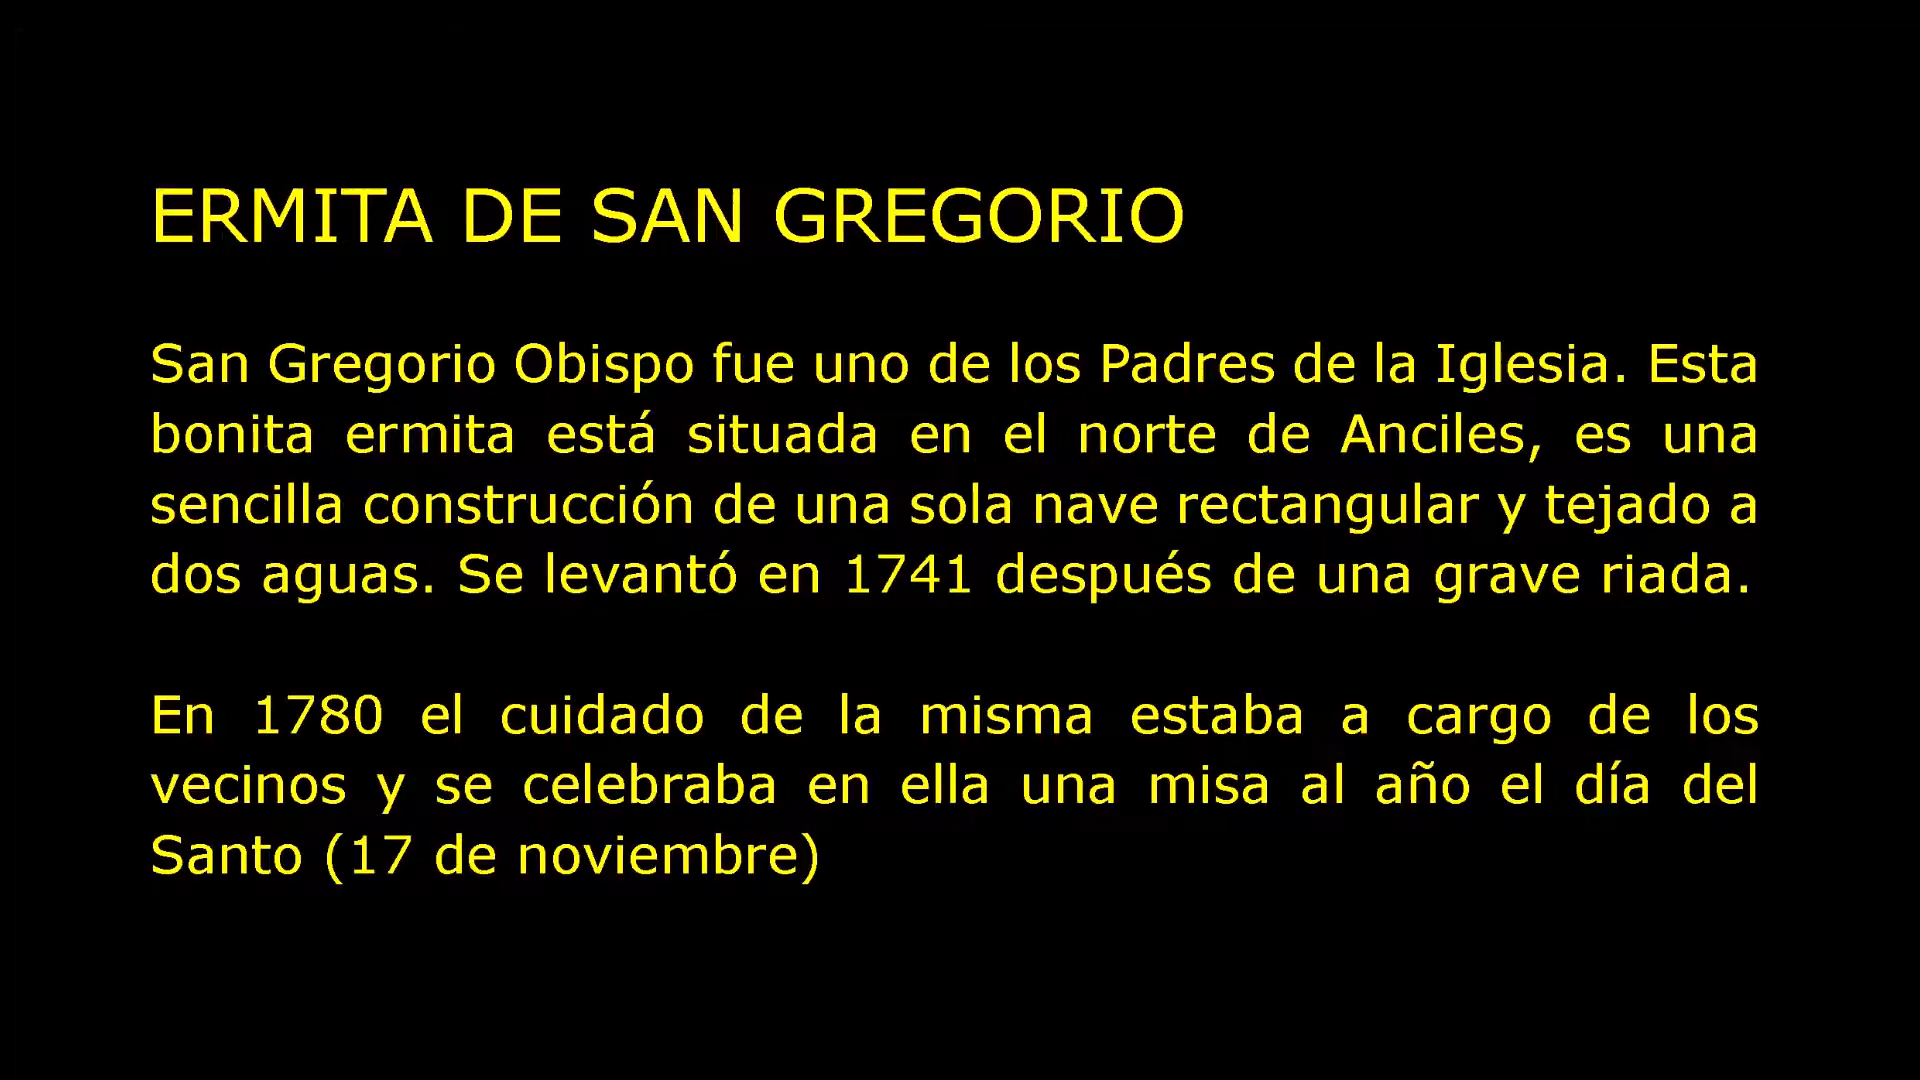 ERMITA DE SAN GREGORIO
San Gregorio Obispo fue uno de los Padres de la Iglesia. Esta
bonita ermita está situada en el norte de Anciles, es una
sencilla construcción de una sola nave rectangular y tejado a
dos aguas. Se levantó en 1741 después de una grave riada.
En 1780 el cuidado de la misma estaba a cargo de los
vecinos y se celebraba en ella una misa al año el día del
Santo (17 de noviembre)